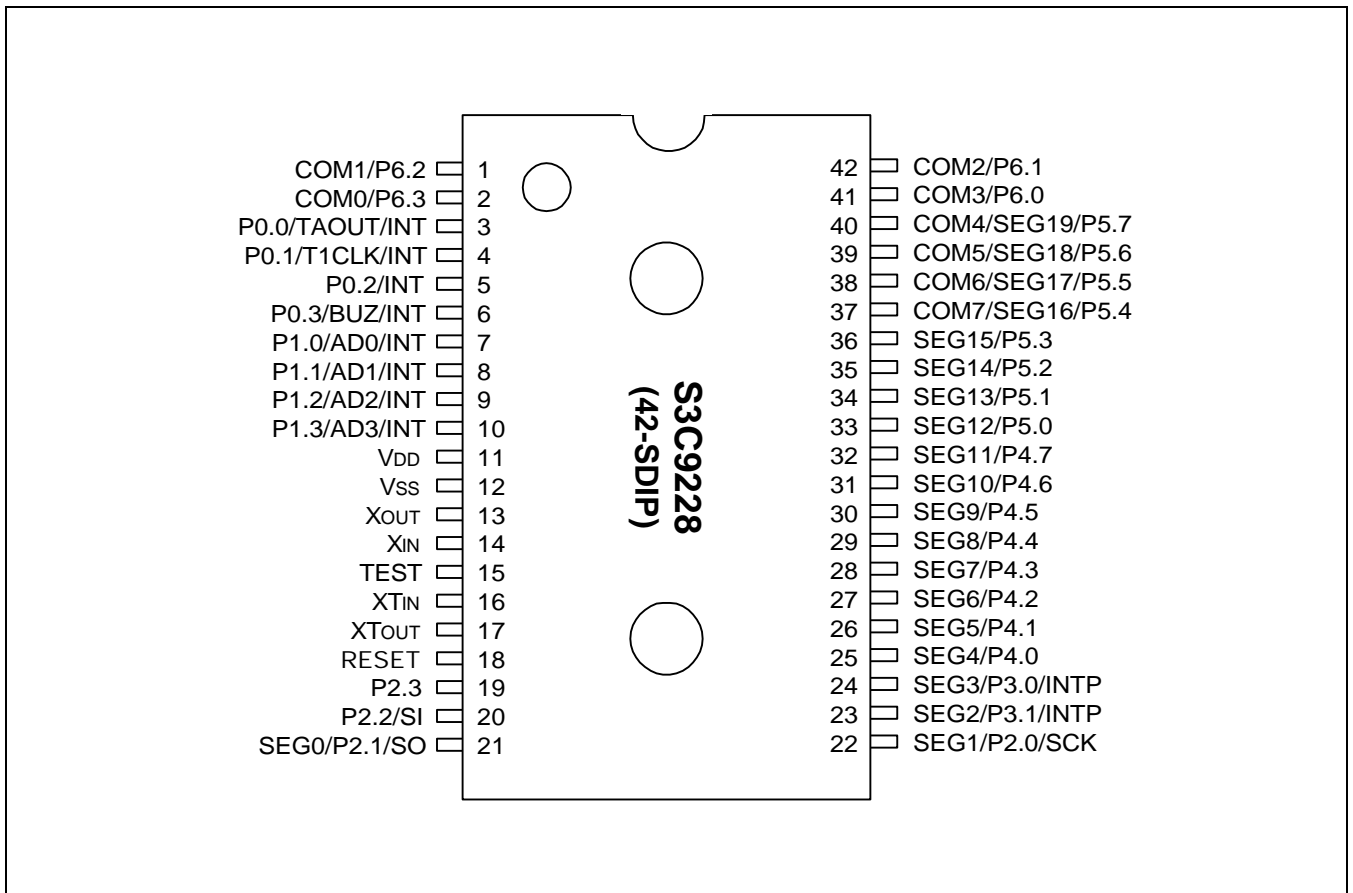 COM1/P6.2 1
COM0/P6.3 2
P0.0/TAOUT/INT 3
P0.1/T1CLK/INT 4
P0.2/INT 5
P0.3/BUZ/INT 6
P1.0/AD0/INT 7
P1.1/AD1/INT 8
P1.2/AD2/INT 9
P1.3/AD3/INT 10
VDD 11
VSS 12
XOUT 13
XIN 14
TEST 15
XTIN 16
XTOUT 17
RESET 18
P2.3 19
P2.2/SI 20
SEG0/P2.1/SO 21
S3C9228
(42-SDIP)
42 COM2/P6.1
41 COM3/P6.0
40 COM4/SEG19/P5.7
39 COM5/SEG18/P5.6
38 COM6/SEG17/P5.5
37 COM7/SEG16/P5.4
36 SEG15/P5.3
35 SEG14/P5.2
34 SEG13/P5.1
33 SEG12/P5.0
32 SEG11/P4.7
31 SEG10/P4.6
30 SEG9/P4.5
29 SEG8/P4.4
28 SEG7/P4.3
27 SEG6/P4.2
26 SEG5/P4.1
25 SEG4/P4.0
24 SEG3/P3.0/INTP
23 SEG2/P3.1/INTP
22 SEG1/P2.0/SCK